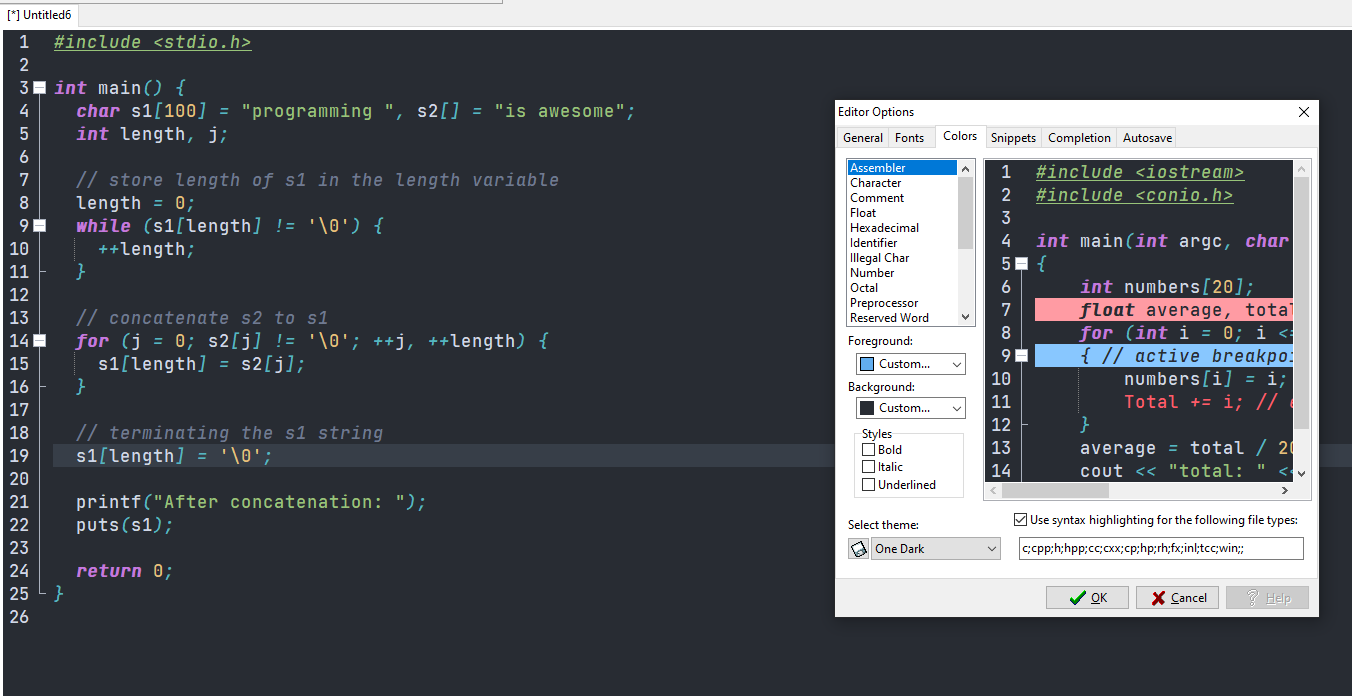 [*] Untitled6
1 #include <stdio.h>
2
3 int main() {
4 char s1[100] = "programming ", s2[] = "is awesome";
5 int length, j;
6
7 // store length of s1 in the length variable
8 length = 0;
9 while (s1[length] != '\0') {
10 ++length;
11 }
12
13 // concatenate s2 to s1
14 for (j = 0; s2[j] != '\0'; ++j, ++length) {
15 s1[length] = s2[j];
16 }
17
18 // terminating the s1 string
19 s1[length] = '\0';
20
21 printf("After concatenation: ");
22 puts(s1);
23
24 return 0;
25 }
26
Editor Options
General Fonts Colors Snippets Completion Autosave
Assembler
Character
Comment
Float
Hexadecimal
Identifier
Illegal Char
Number
Octal
Preprocessor
Reserved Word
Foreground:
Custom...
Background:
Custom...
Styles
Bold
Italic
Underlined
Select theme:
One Dark
1 #include <iostream>
2 #include <conio.h>
3
4 int main(int argc, char
5 {
6 int numbers[20];
7 float average, total
8 for (int i = 0; i <=
9 { // active breakpoi
10 numbers[i] = i;
11 Total += i; //
12 }
13 average = total / 20
14 cout << "total: " <<
Use syntax highlighting for the following file types:
c;cpp;h;hpp;cc;cxx;cp;hp;rh;fx;inl;tcc;win;;
OK Cancel Help